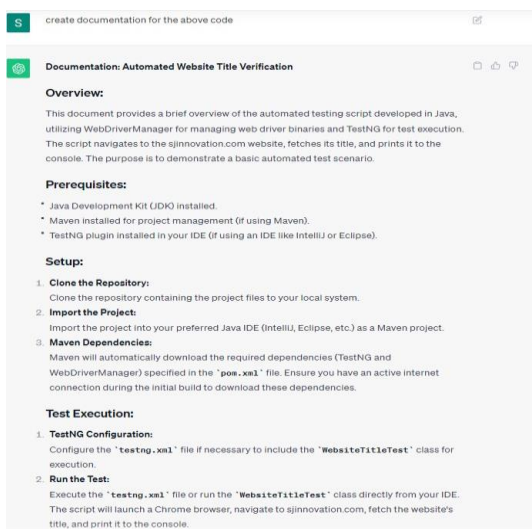 S
create documentation for the above code
Documentation: Automated Website Title Verification
Overview:
This document provides a brief overview of the automated testing script developed in Java,
utilizing WebDriverManager for managing web driver binaries and TestNG for test execution.
The script navigates to the sjinnovation.com website, fetches its title, and prints it to the
console. The purpose is to demonstrate a basic automated test scenario.
Prerequisites:
• Java Development Kit (JDK) installed.
• Maven installed for project management (if using Maven).
• TestNG plugin installed in your IDE (if using an IDE like IntelliJ or Eclipse).
Setup:
1. Clone the Repository:
Clone the repository containing the project files to your local system.
2. Import the Project:
Import the project into your preferred Java IDE (IntelliJ, Eclipse, etc.) as a Maven project.
3. Maven Dependencies:
Maven will automatically download the required dependencies (TestNG and
WebDriverManager) specified in the `pom.xml` file. Ensure you have an active internet
connection during the initial build to download these dependencies.
Test Execution:
1. TestNG Configuration:
Configure the `testng.xml` file if necessary to include the `WebsiteTitleTest` class for
execution.
2. Run the Test:
Execute the `testng.xml` file or run the `WebsiteTitleTest` class directly from your IDE.
The script will launch a Chrome browser, navigate to sjinnovation.com, fetch the website's
title, and print it to the console.